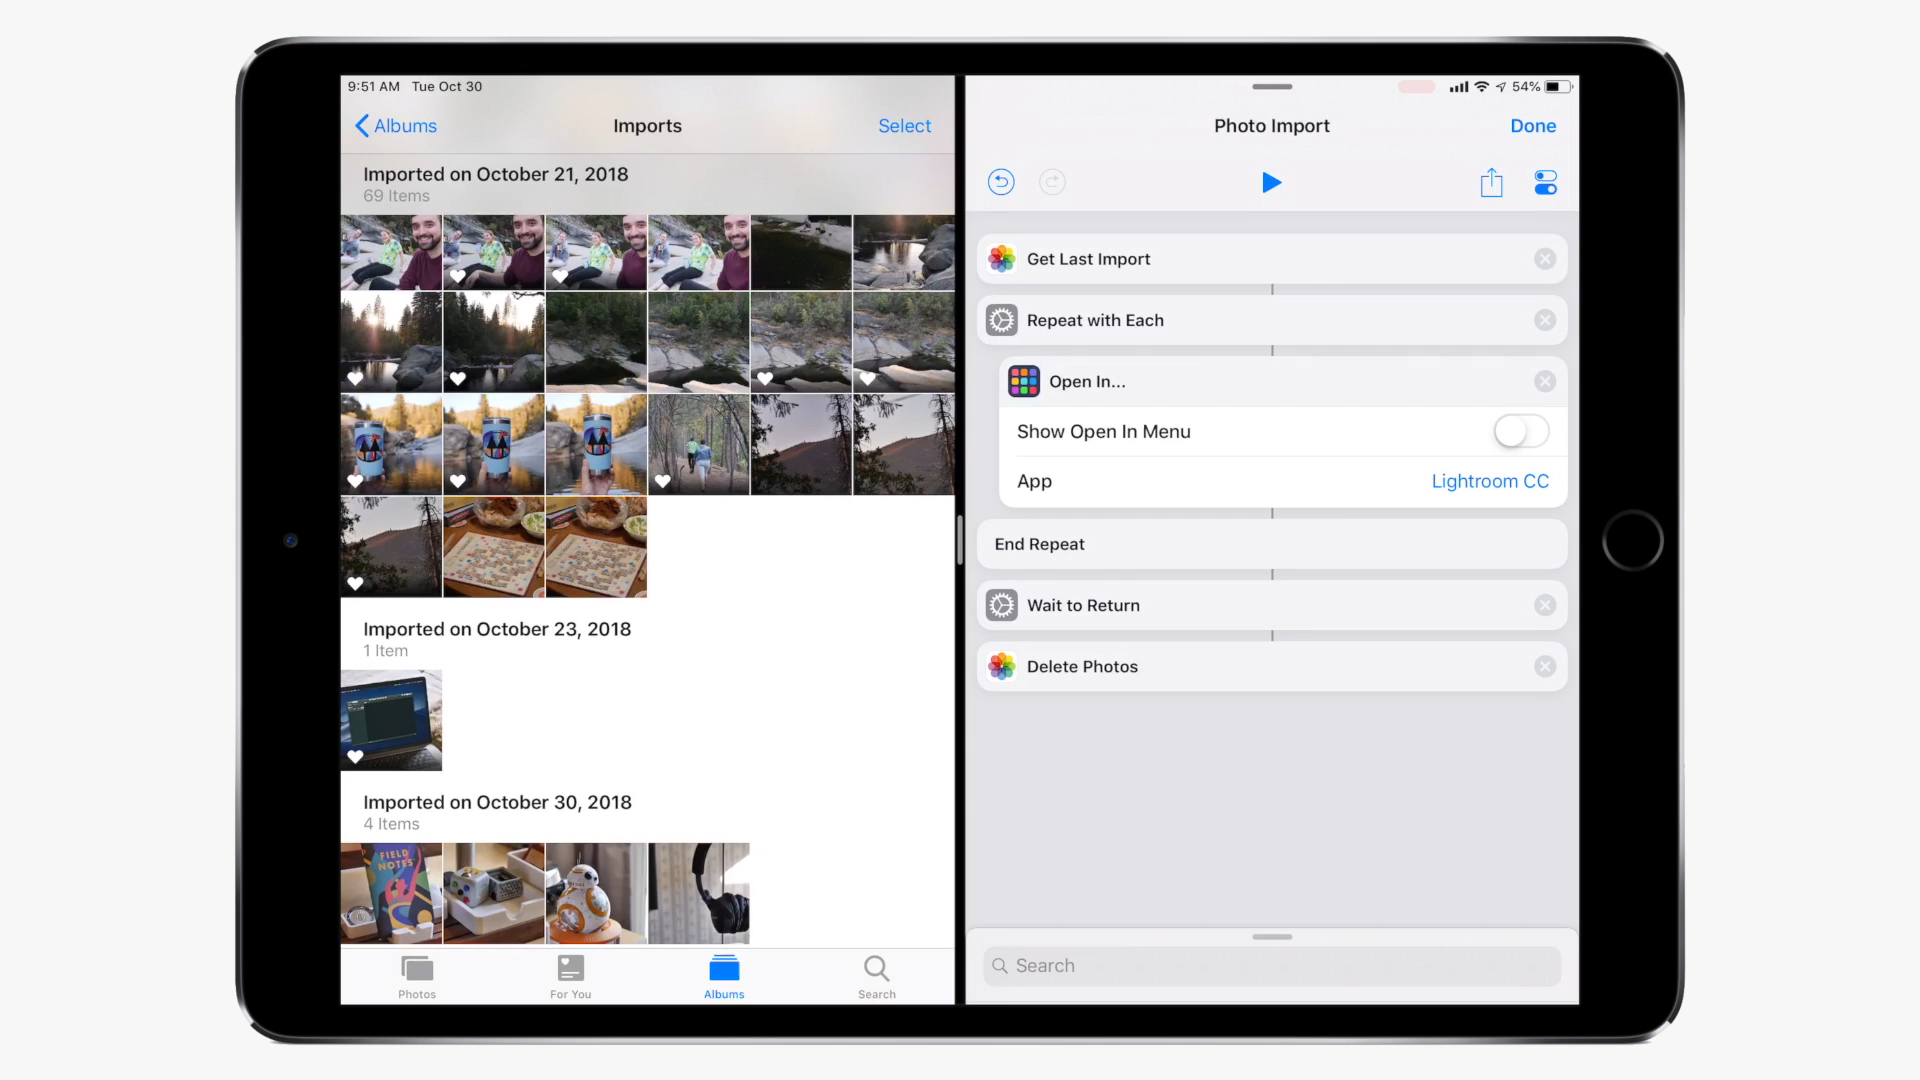 9:51 AM Tue Oct 30
Albums
Imports
Select
Imported on October 21, 2018
69 Items
Imported on October 23, 2018
1 Item
Imported on October 30, 2018
4 Items
FIELD
NOTES
Photos
For You
Albums
Search
54%
Photo Import
Done
Get Last Import
Repeat with Each
Open In...
Show Open In Menu
App
Lightroom CC
End Repeat
Wait to Return
Delete Photos
Search